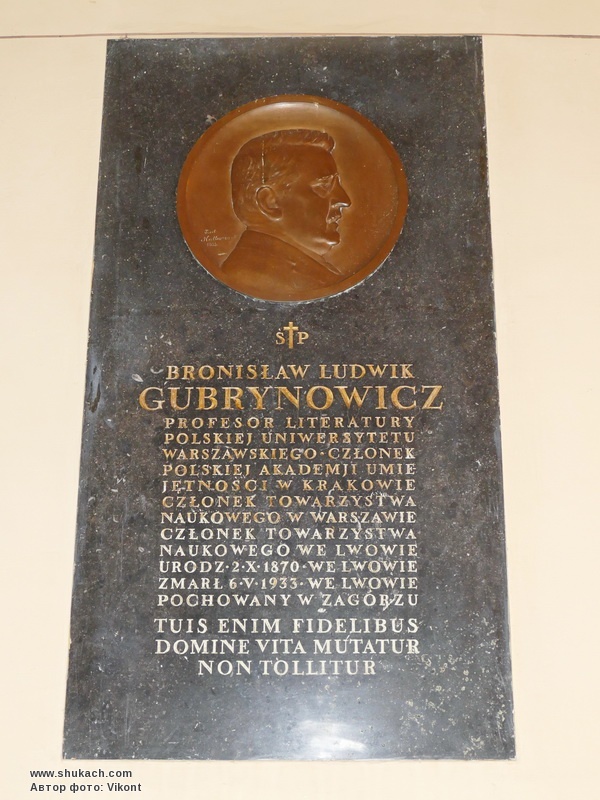 Ś P
BRONISŁAW LUDWIK
GUBRYNOWICZ
PROFESOR LITERATURY
POLSKIEJ UNIWERSYTETU
WARSZAWSKIEGO · CZŁONEK
POLSKIEJ AKADEMJI UMIE-
JĘTNOŚCI W KRAKOWIE
CZŁONEK TOWARZYSTWA
NAUKOWEGO W WARSZAWIE
CZŁONEK TOWARZYSTWA
NAUKOWEGO WE LWOWIE
URODZ · 2 · X · 1870 · WE LWOWIE
ZMARŁ 6 · V · 1933 · WE LWOWIE
POCHOWANY W ZAGÓRZU
TUIS ENIM FIDELIBUS
DOMINE VITA MUTATUR
NON TOLLITUR
www.shukach.com
Автор фото: Vikont